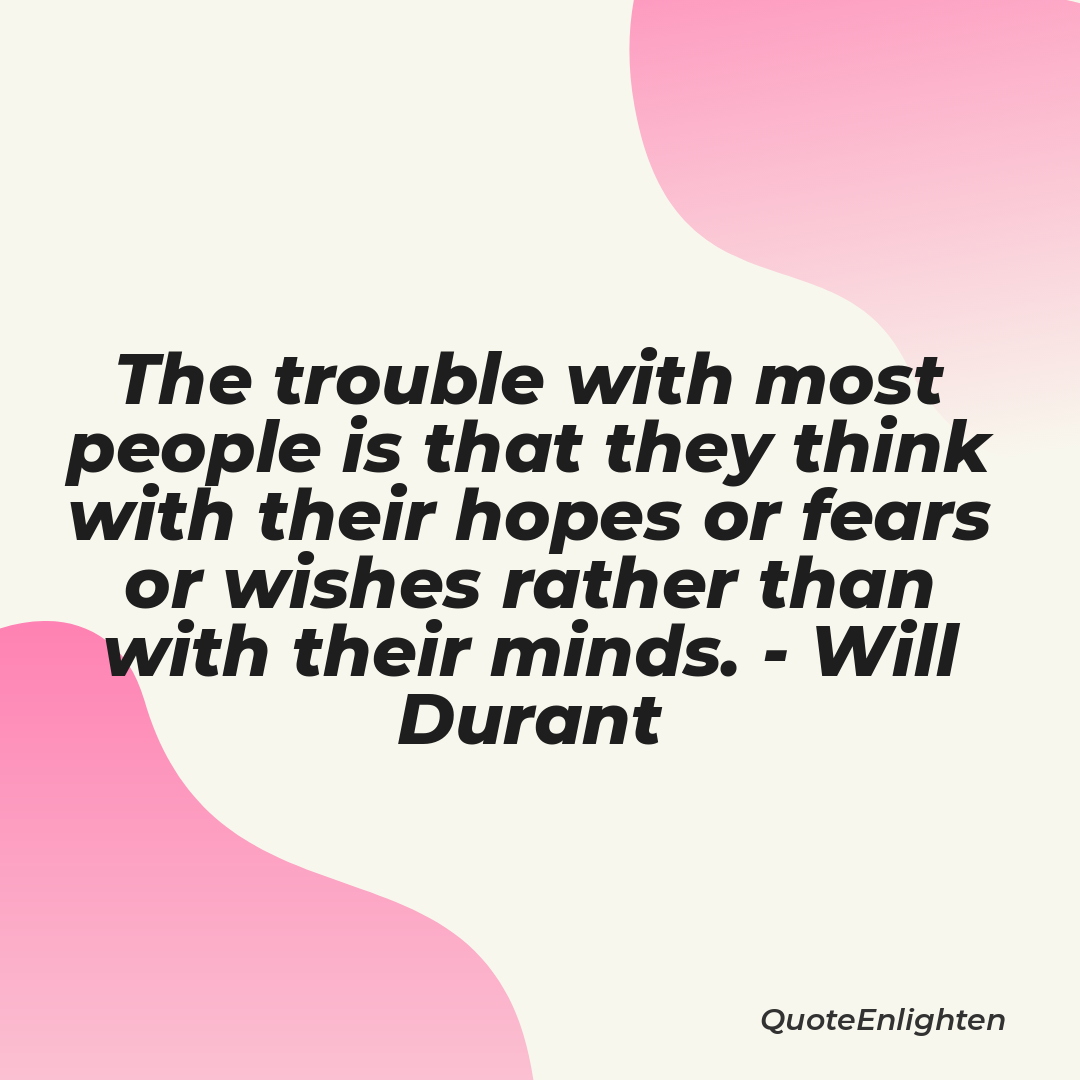 The trouble with most
people is that they think
with their hopes or fears
or wishes rather than
with their minds. - Will
Durant
QuoteEnlighten